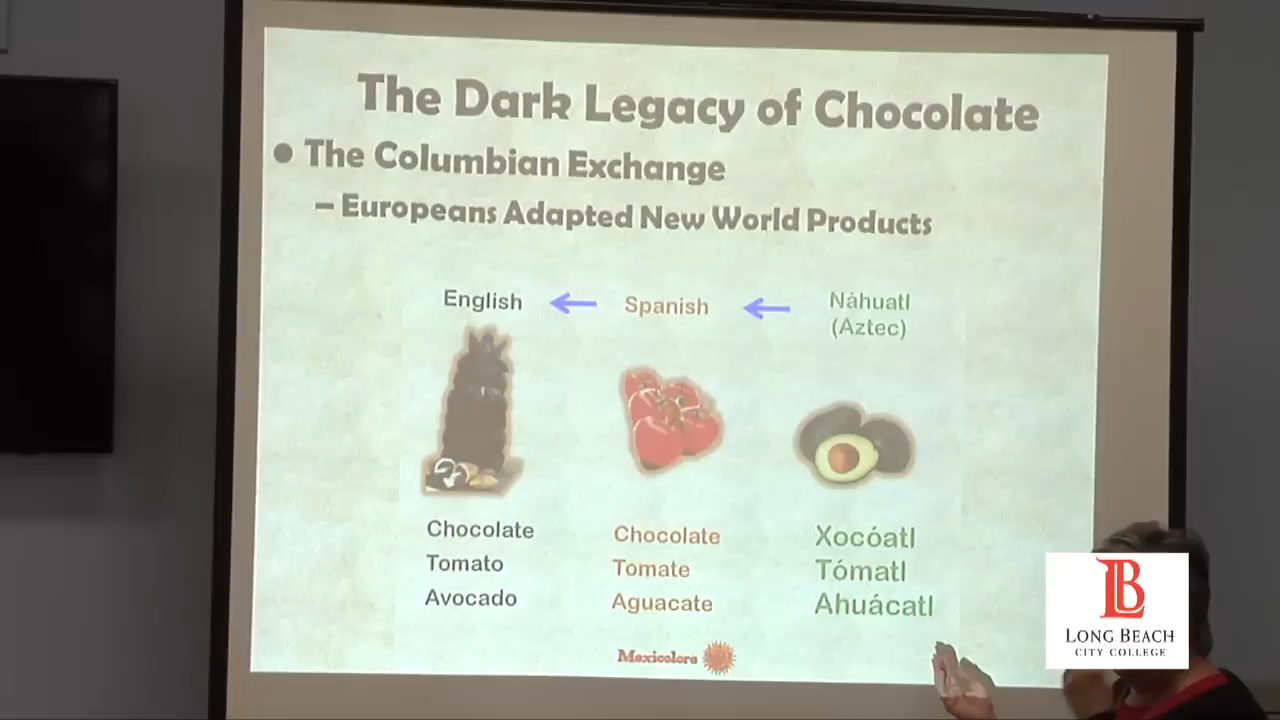 The Dark Legacy of Chocolate
● The Columbian Exchange
– Europeans Adapted New World Products
English ← Spanish ← Náhuatl
(Aztec)
Chocolate Chocolate Xocóatl
Tomato Tomate Tómatl
Avocado Aguacate Ahuácatl
Mexicolore
LB
LONG BEACH
CITY COLLEGE